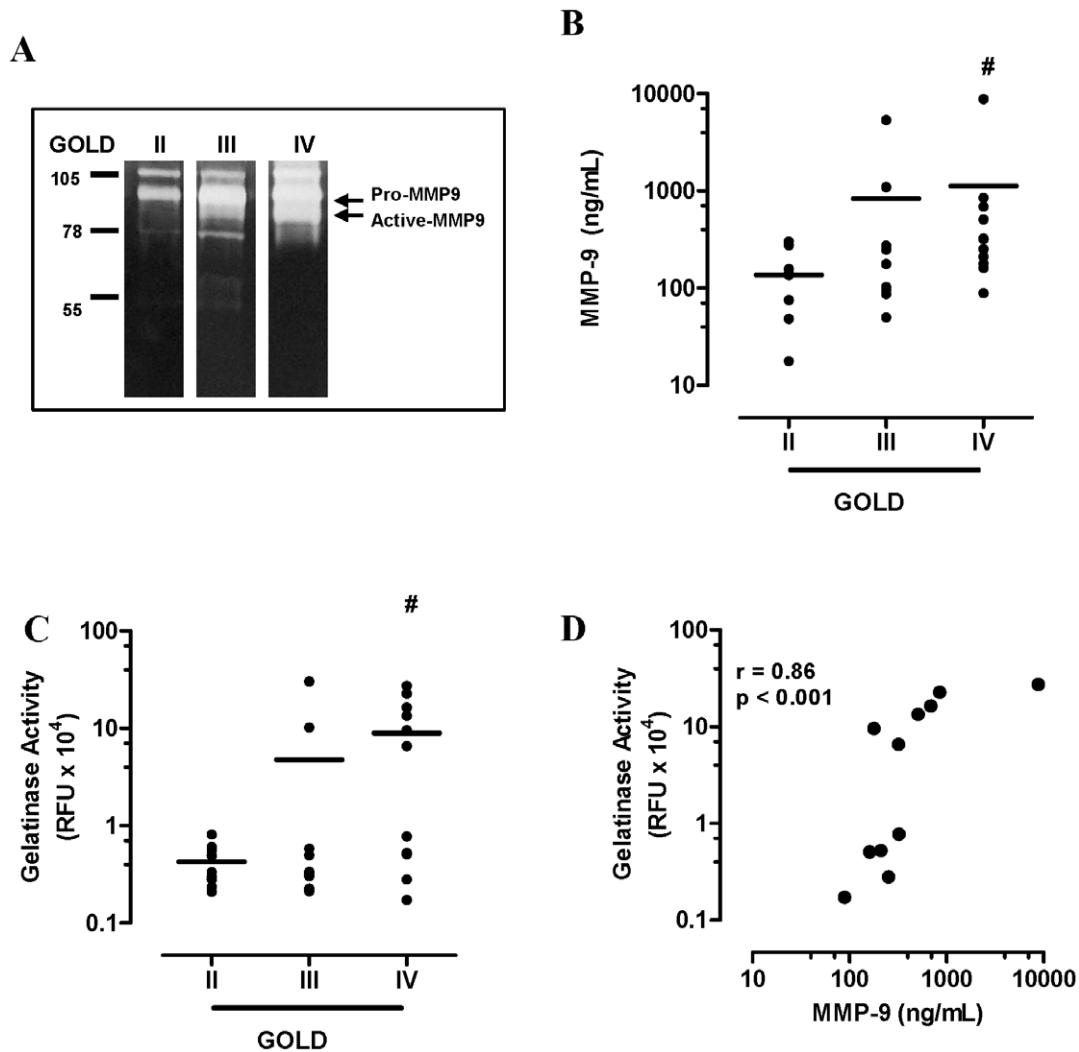 A
GOLD II III IV
105
78
55
Pro-MMP9
Active-MMP9
B
#
MMP-9 (ng/mL)
10000
1000
100
10
II III IV
GOLD
C
#
Gelatinase Activity
(RFU x 10⁴)
100
10
1
0.1
II III IV
GOLD
D
r = 0.86
p < 0.001
Gelatinase Activity
(RFU x 10⁴)
100
10
1
0.1
10 100 1000 10000
MMP-9 (ng/mL)